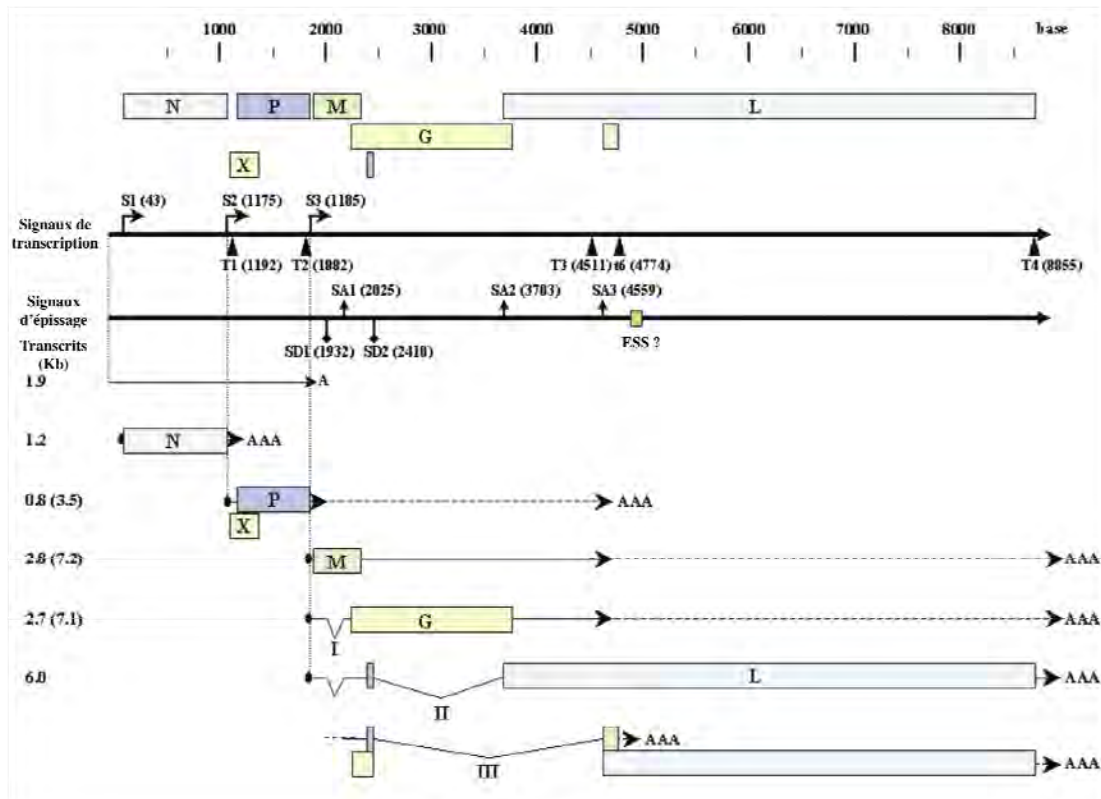 1000 2000 3000 4000 5000 6000 7000 8000 base
N P M L
G
X
S1 (43) S2 (1175) S3 (1185)
Signaux de
transcription
T1 (1192) T2 (1882) T3 (4511) t6 (4774) T4 (8855)
SA1 (2025) SA2 (3703) SA3 (4559)
Signaux
d'épissage
SD1 (1932) SD2 (2410) ESS ?
Transcrits
(Kb)
1.9 A
1.2 N AAA
0.8 (3.5) P AAA
X
2.8 (7.2) M AAA
2.7 (7.1) G AAA
I
6.0 L AAA
II
AAA
III AAA